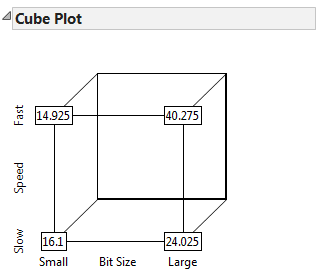 Cube Plot
Fast
14.925
40.275
Speed
Slow
16.1
24.025
Small
Bit Size
Large